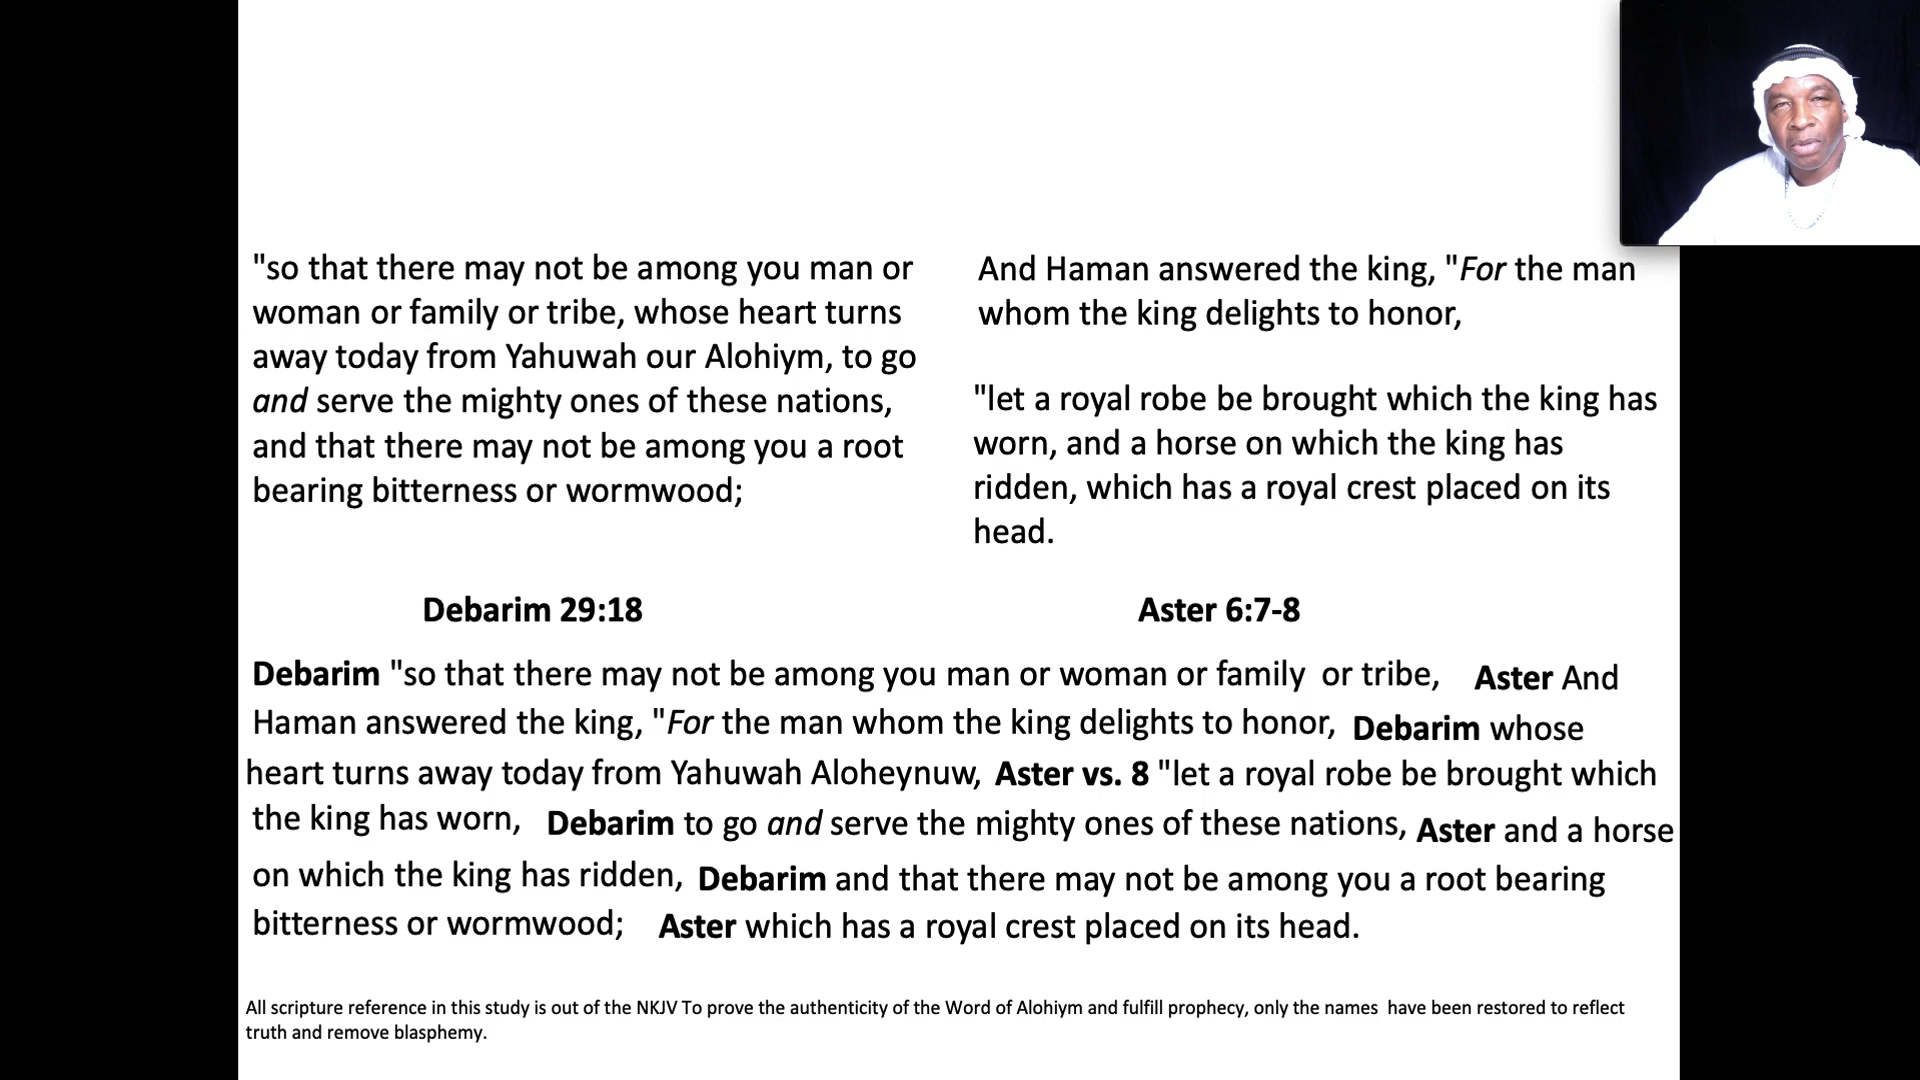 "so that there may not be among you man or
woman or family or tribe, whose heart turns
away today from Yahuwah our Alohiym, to go
and serve the mighty ones of these nations,
and that there may not be among you a root
bearing bitterness or wormwood;
Debarim 29:18
And Haman answered the king, "For the man
whom the king delights to honor,
"let a royal robe be brought which the king has
worn, and a horse on which the king has
ridden, which has a royal crest placed on its
head.
Aster 6:7-8
Debarim "so that there may not be among you man or woman or family or tribe, Aster And
Haman answered the king, "For the man whom the king delights to honor, Debarim whose
heart turns away today from Yahuwah Aloheynuw, Aster vs. 8 "let a royal robe be brought which
the king has worn, Debarim to go and serve the mighty ones of these nations, Aster and a horse
on which the king has ridden, Debarim and that there may not be among you a root bearing
bitterness or wormwood; Aster which has a royal crest placed on its head.
All scripture reference in this study is out of the NKJV To prove the authenticity of the Word of Alohiym and fulfill prophecy, only the names have been restored to reflect
truth and remove blasphemy.